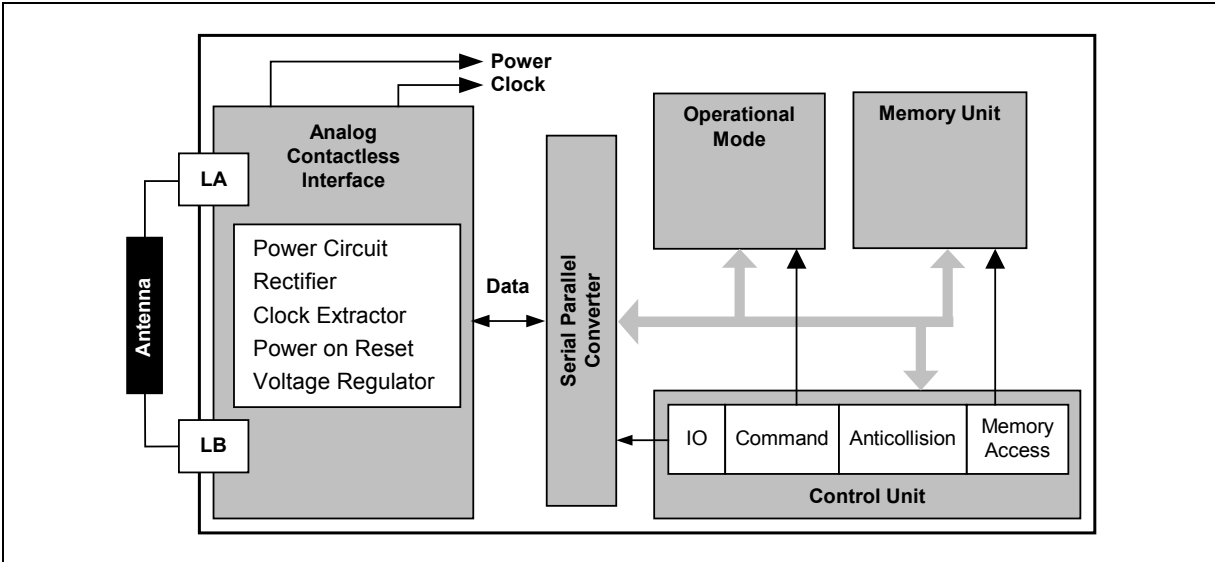 Power
Clock
Analog
Contactless
Interface
LA
Antenna
LB
Power Circuit
Rectifier
Clock Extractor
Power on Reset
Voltage Regulator
Data
Serial Parallel
Converter
Operational
Mode
Memory Unit
IO
Command
Anticollision
Memory
Access
Control Unit